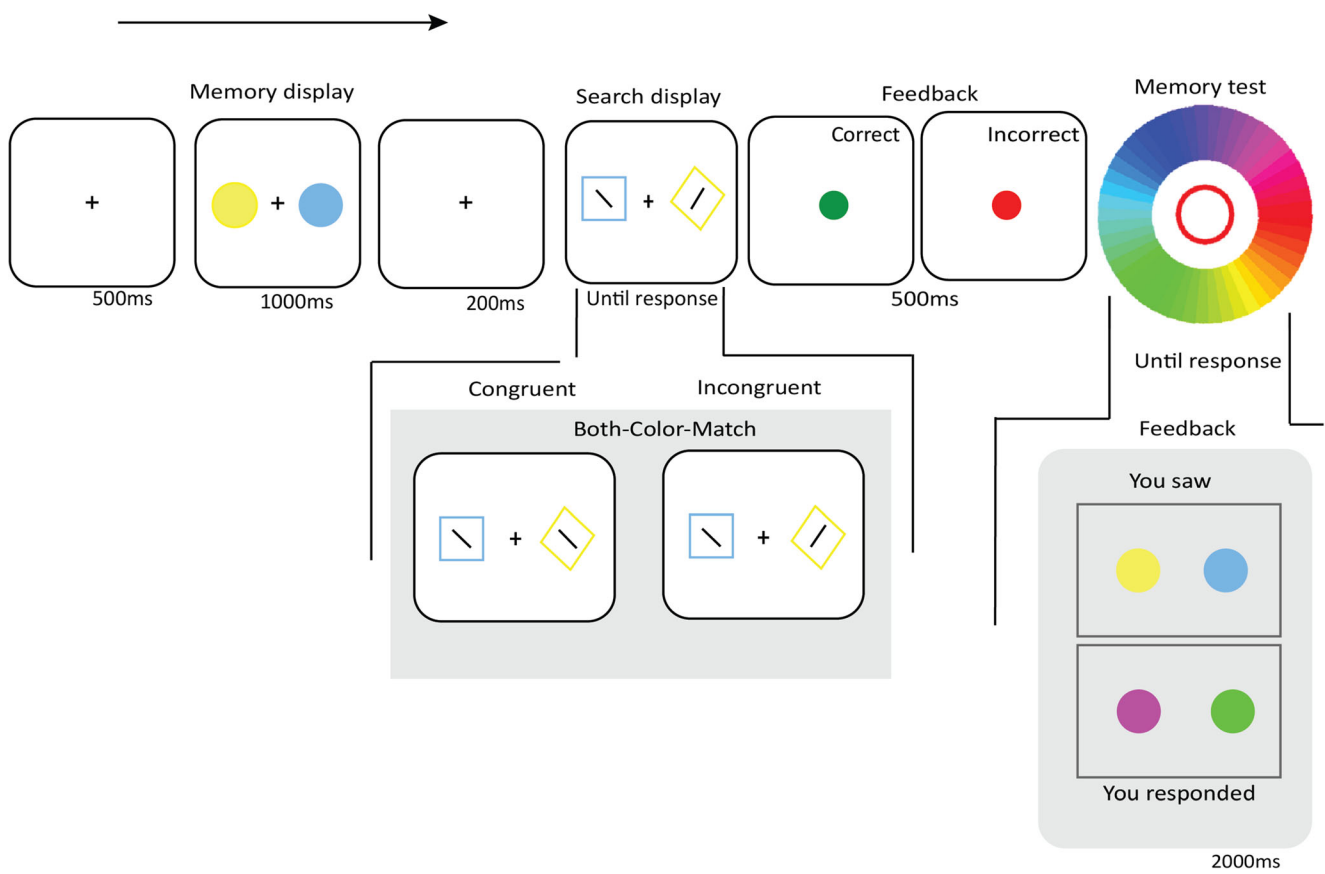 Memory display
Search display
Feedback
Memory test
+
+
+
+
Correct
Incorrect
500ms
1000ms
200ms
Until response
500ms
Until response
Congruent
Incongruent
Both-Color-Match
+
+
Feedback
You saw
You responded
2000ms